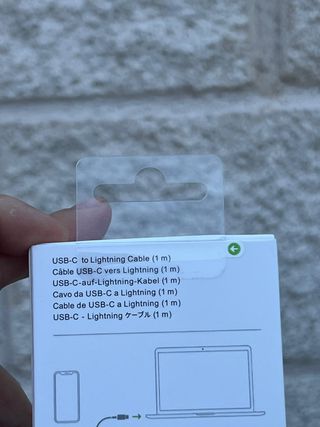 USB-C to Lightning Cable (1 m)
Câble USB-C vers Lightning (1 m)
USB-C-auf-Lightning-Kabel (1 m)
Cavo da USB-C a Lightning (1 m)
Cable de USB-C a Lightning (1 m)
USB-C - Lightning ケーブル (1 m)